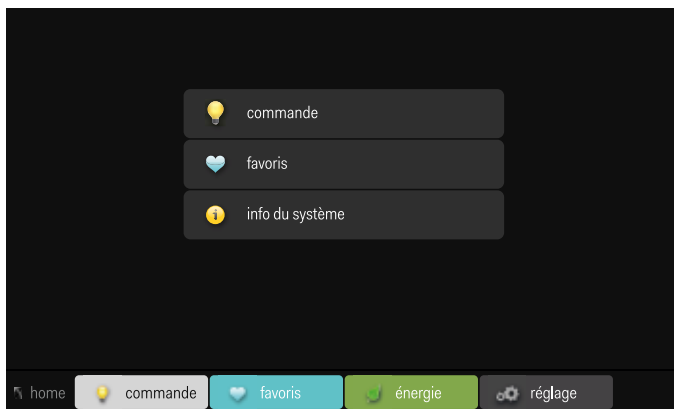 commande
favoris
info du système
home commande favoris énergie réglage